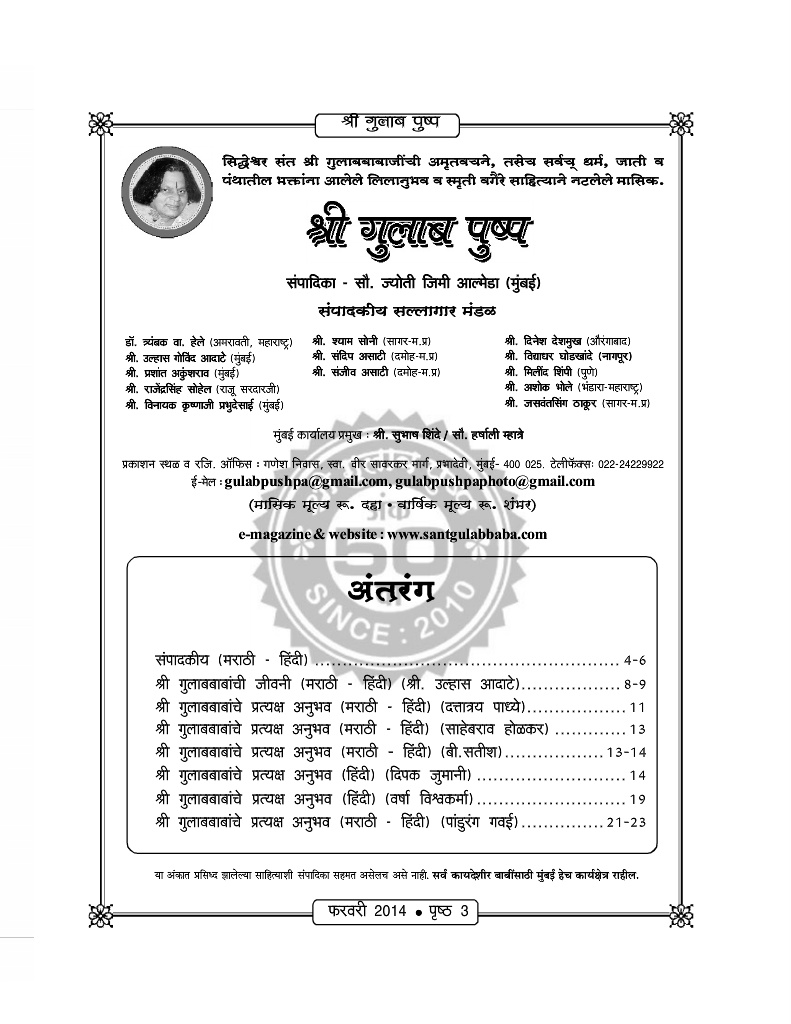 श्री गुलाब पुष्प
सिद्धेश्वर संत श्री गुलाबबाबाजींची अमृतवचने, तसेच सर्वच् धर्म, जाती व
पंथातील भक्तांना आलेले लिलानुभव व स्मृती वगैरे साहित्याने नटलेले मासिक.
श्री गुलाब पुष्प
संपादिका - सौ. ज्योती जिमी आल्मेडा (मुंबई)
संपादकीय सल्लागार मंडळ
डॉ. त्र्यंबक वा. हेले (अमरावती, महाराष्ट्र)
श्री. उल्हास गोविंद आदाटे (मुंबई)
श्री. प्रशांत अकुंशराव (मुंबई)
श्री. राजेंद्रसिंह सोहेल (राजू सरदारजी)
श्री. विनायक कृष्णाजी प्रभुदेसाई (मुंबई)
श्री. श्याम सोनी (सागर-म.प्र)
श्री. संदिप असाटी (दमोह-म.प्र)
श्री. संजीव असाटी (दमोह-म.प्र)
श्री. दिनेश देशमुख (औरंगाबाद)
श्री. विद्याधर घोडखांदे (नागपूर)
श्री. मिलींद शिंपी (पुणे)
श्री. अशोक भोले (भंडारा-महाराष्ट्र)
श्री. जसवंतसिंग ठाकूर (सागर-म.प्र)
मुंबई कार्यालय प्रमुख : श्री. सुभाष शिंदे / सौ. हर्षाली म्हात्रे
प्रकाशन स्थळ व रजि. ऑफिस : गणेश निवास, स्वा. वीर सावरकर मार्ग, प्रभादेवी, मुंबई- 400 025. टेलीफॅक्सः 022-24229922
ई-मेल : gulabpushpa@gmail.com, gulabpushpaphoto@gmail.com
(मासिक मूल्य रू. दहा • वार्षिक मूल्य रू. शंभर)
e-magazine & website : www.santgulabbaba.com
अंक
50
SINCE : 2010
अंतरंग
संपादकीय (मराठी - हिंदी) ........................................................ 4-6
श्री गुलाबबाबांची जीवनी (मराठी - हिंदी) (श्री. उल्हास आदाटे).................. 8-9
श्री गुलाबबाबांचे प्रत्यक्ष अनुभव (मराठी - हिंदी) (दत्तात्रय पाध्ये).................. 11
श्री गुलाबबाबांचे प्रत्यक्ष अनुभव (मराठी - हिंदी) (साहेबराव होळकर) ............. 13
श्री गुलाबबाबांचे प्रत्यक्ष अनुभव (मराठी - हिंदी) (बी.सतीश).................. 13-14
श्री गुलाबबाबांचे प्रत्यक्ष अनुभव (हिंदी) (दिपक जुमानी) ........................... 14
श्री गुलाबबाबांचे प्रत्यक्ष अनुभव (हिंदी) (वर्षा विश्वकर्मा)........................... 19
श्री गुलाबबाबांचे प्रत्यक्ष अनुभव (मराठी - हिंदी) (पांडुरंग गवई)............... 21-23
या अंकात प्रसिध्द झालेल्या साहित्याशी संपादिका सहमत असेलच असे नाही. सर्व कायदेशीर बाबींसाठी मुंबई हेच कार्यक्षेत्र राहील.
फरवरी 2014 ● पृष्ठ 3